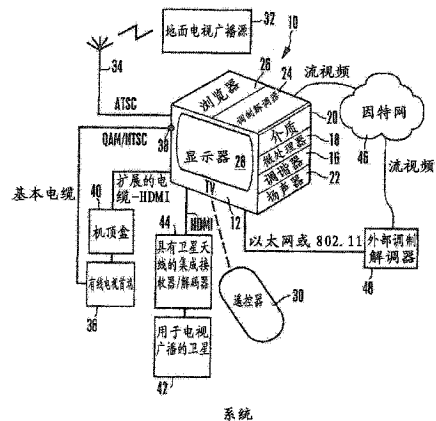 32
地面电视广播源
10
26
24
流视频
浏览器
调制解调器
34
ATSC
QAM/NTSC
38
显示器
28
TV
介质
20
微处理器
18
调谐器
16
扬声器
22
12
因特网
46
流视频
基本电缆
扩展的电
缆-HDMI
40
机顶盒
有线电视首端
36
44
HDMI
具有卫星天
线的集成接
收器/解码器
用于电视
广播的卫星
42
遥控器
30
以太网或 802.11
外部调制
解调器
48
系统